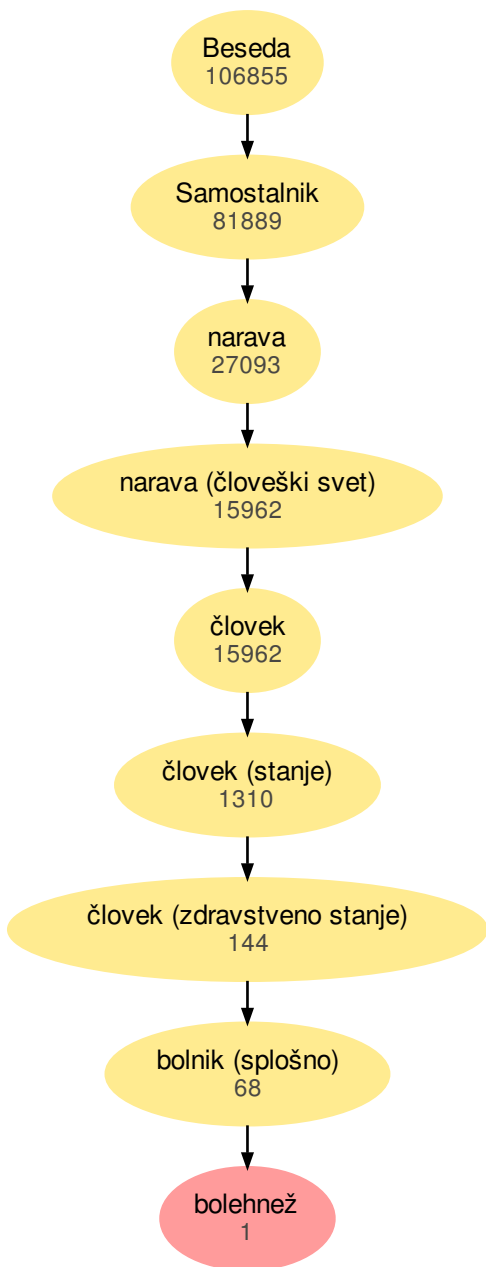 Beseda
106855
Samostalnik
81889
narava
27093
narava (človeški svet)
15962
človek
15962
človek (stanje)
1310
človek (zdravstveno stanje)
144
bolnik (splošno)
68
bolehnež
1